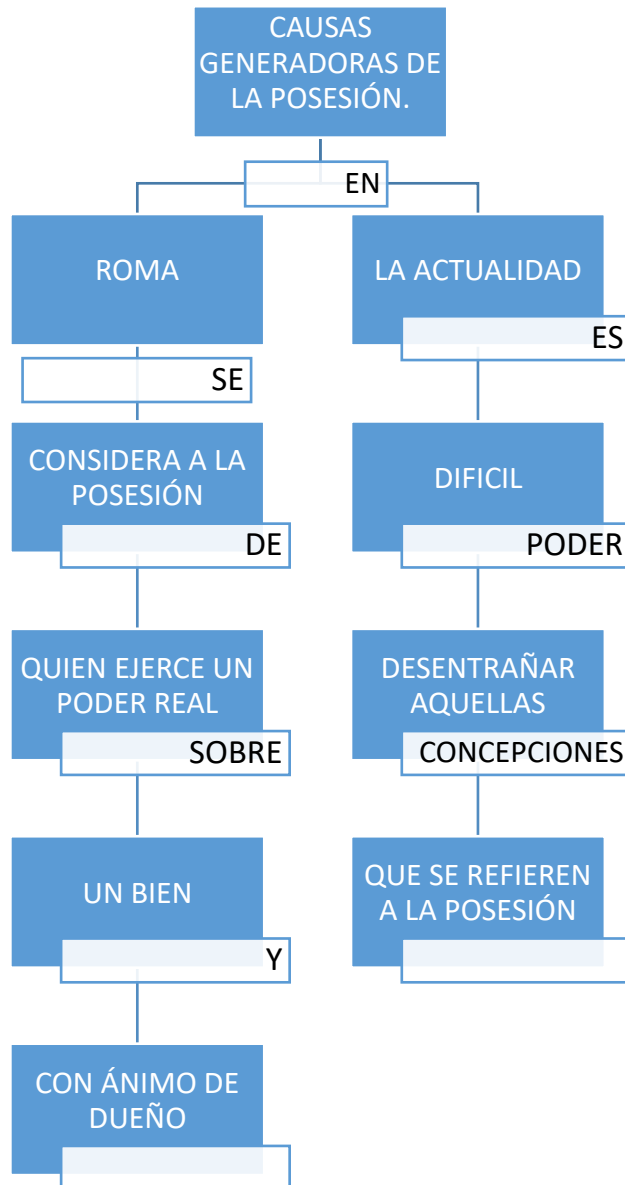 CAUSAS
GENERADORAS DE
LA POSESIÓN.
EN
ROMA
SE
CONSIDERA A LA
POSESIÓN
DE
QUIEN EJERCE UN
PODER REAL
SOBRE
UN BIEN
Y
CON ÁNIMO DE
DUEÑO
LA ACTUALIDAD
ES
DIFICIL
PODER
DESENTRAÑAR
AQUELLAS
CONCEPCIONES
QUE SE REFIEREN
A LA POSESIÓN